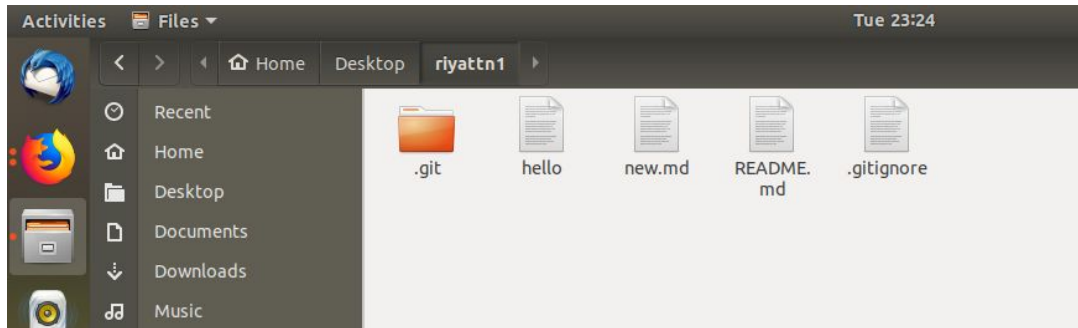 Activities Files Tue 23:24
Home Desktop riyattn1
Recent
Home
Desktop
Documents
Downloads
Music
.git hello new.md README. .gitignore
md